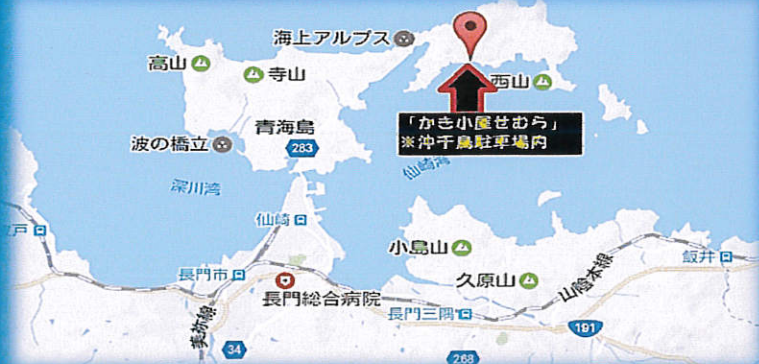 海上アルプス
高山
寺山
西山
「かき小屋せむら」
※沖千鳥駐車場内
青海島
283
波の橋立
仙崎湾
深川湾
仙崎
戸
小島山
飯井
長門市
久原山
山陰本線
長門総合病院
美祢線
長門三隅
191
34
268